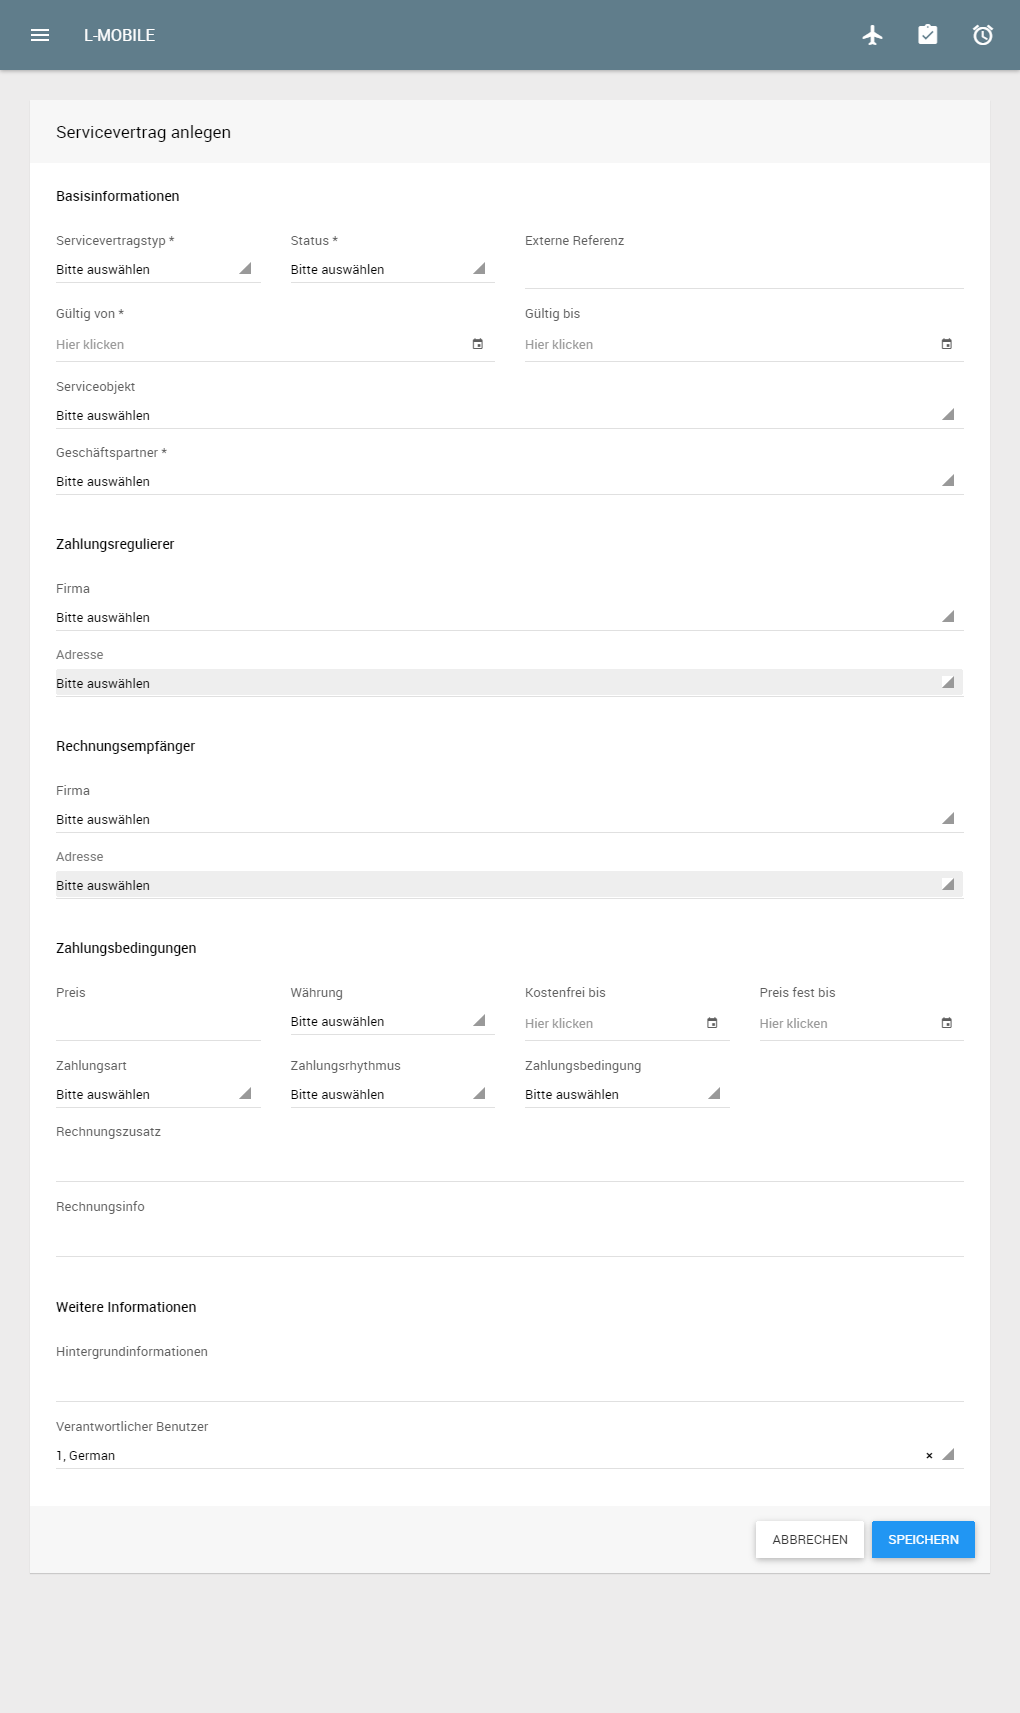 L-MOBILE
Servicevertrag anlegen
Basisinformationen
Servicevertragstyp * Status * Externe Referenz
Bitte auswählen Bitte auswählen
Gültig von * Gültig bis
Hier klicken Hier klicken
Serviceobjekt
Bitte auswählen
Geschäftspartner *
Bitte auswählen
Zahlungsregulierer
Firma
Bitte auswählen
Adresse
Bitte auswählen
Rechnungsempfänger
Firma
Bitte auswählen
Adresse
Bitte auswählen
Zahlungsbedingungen
Preis Währung Kostenfrei bis Preis fest bis
Bitte auswählen Hier klicken Hier klicken
Zahlungsart Zahlungsrhythmus Zahlungsbedingung
Bitte auswählen Bitte auswählen Bitte auswählen
Rechnungszusatz
Rechnungsinfo
Weitere Informationen
Hintergrundinformationen
Verantwortlicher Benutzer
1, German ×
ABBRECHEN SPEICHERN